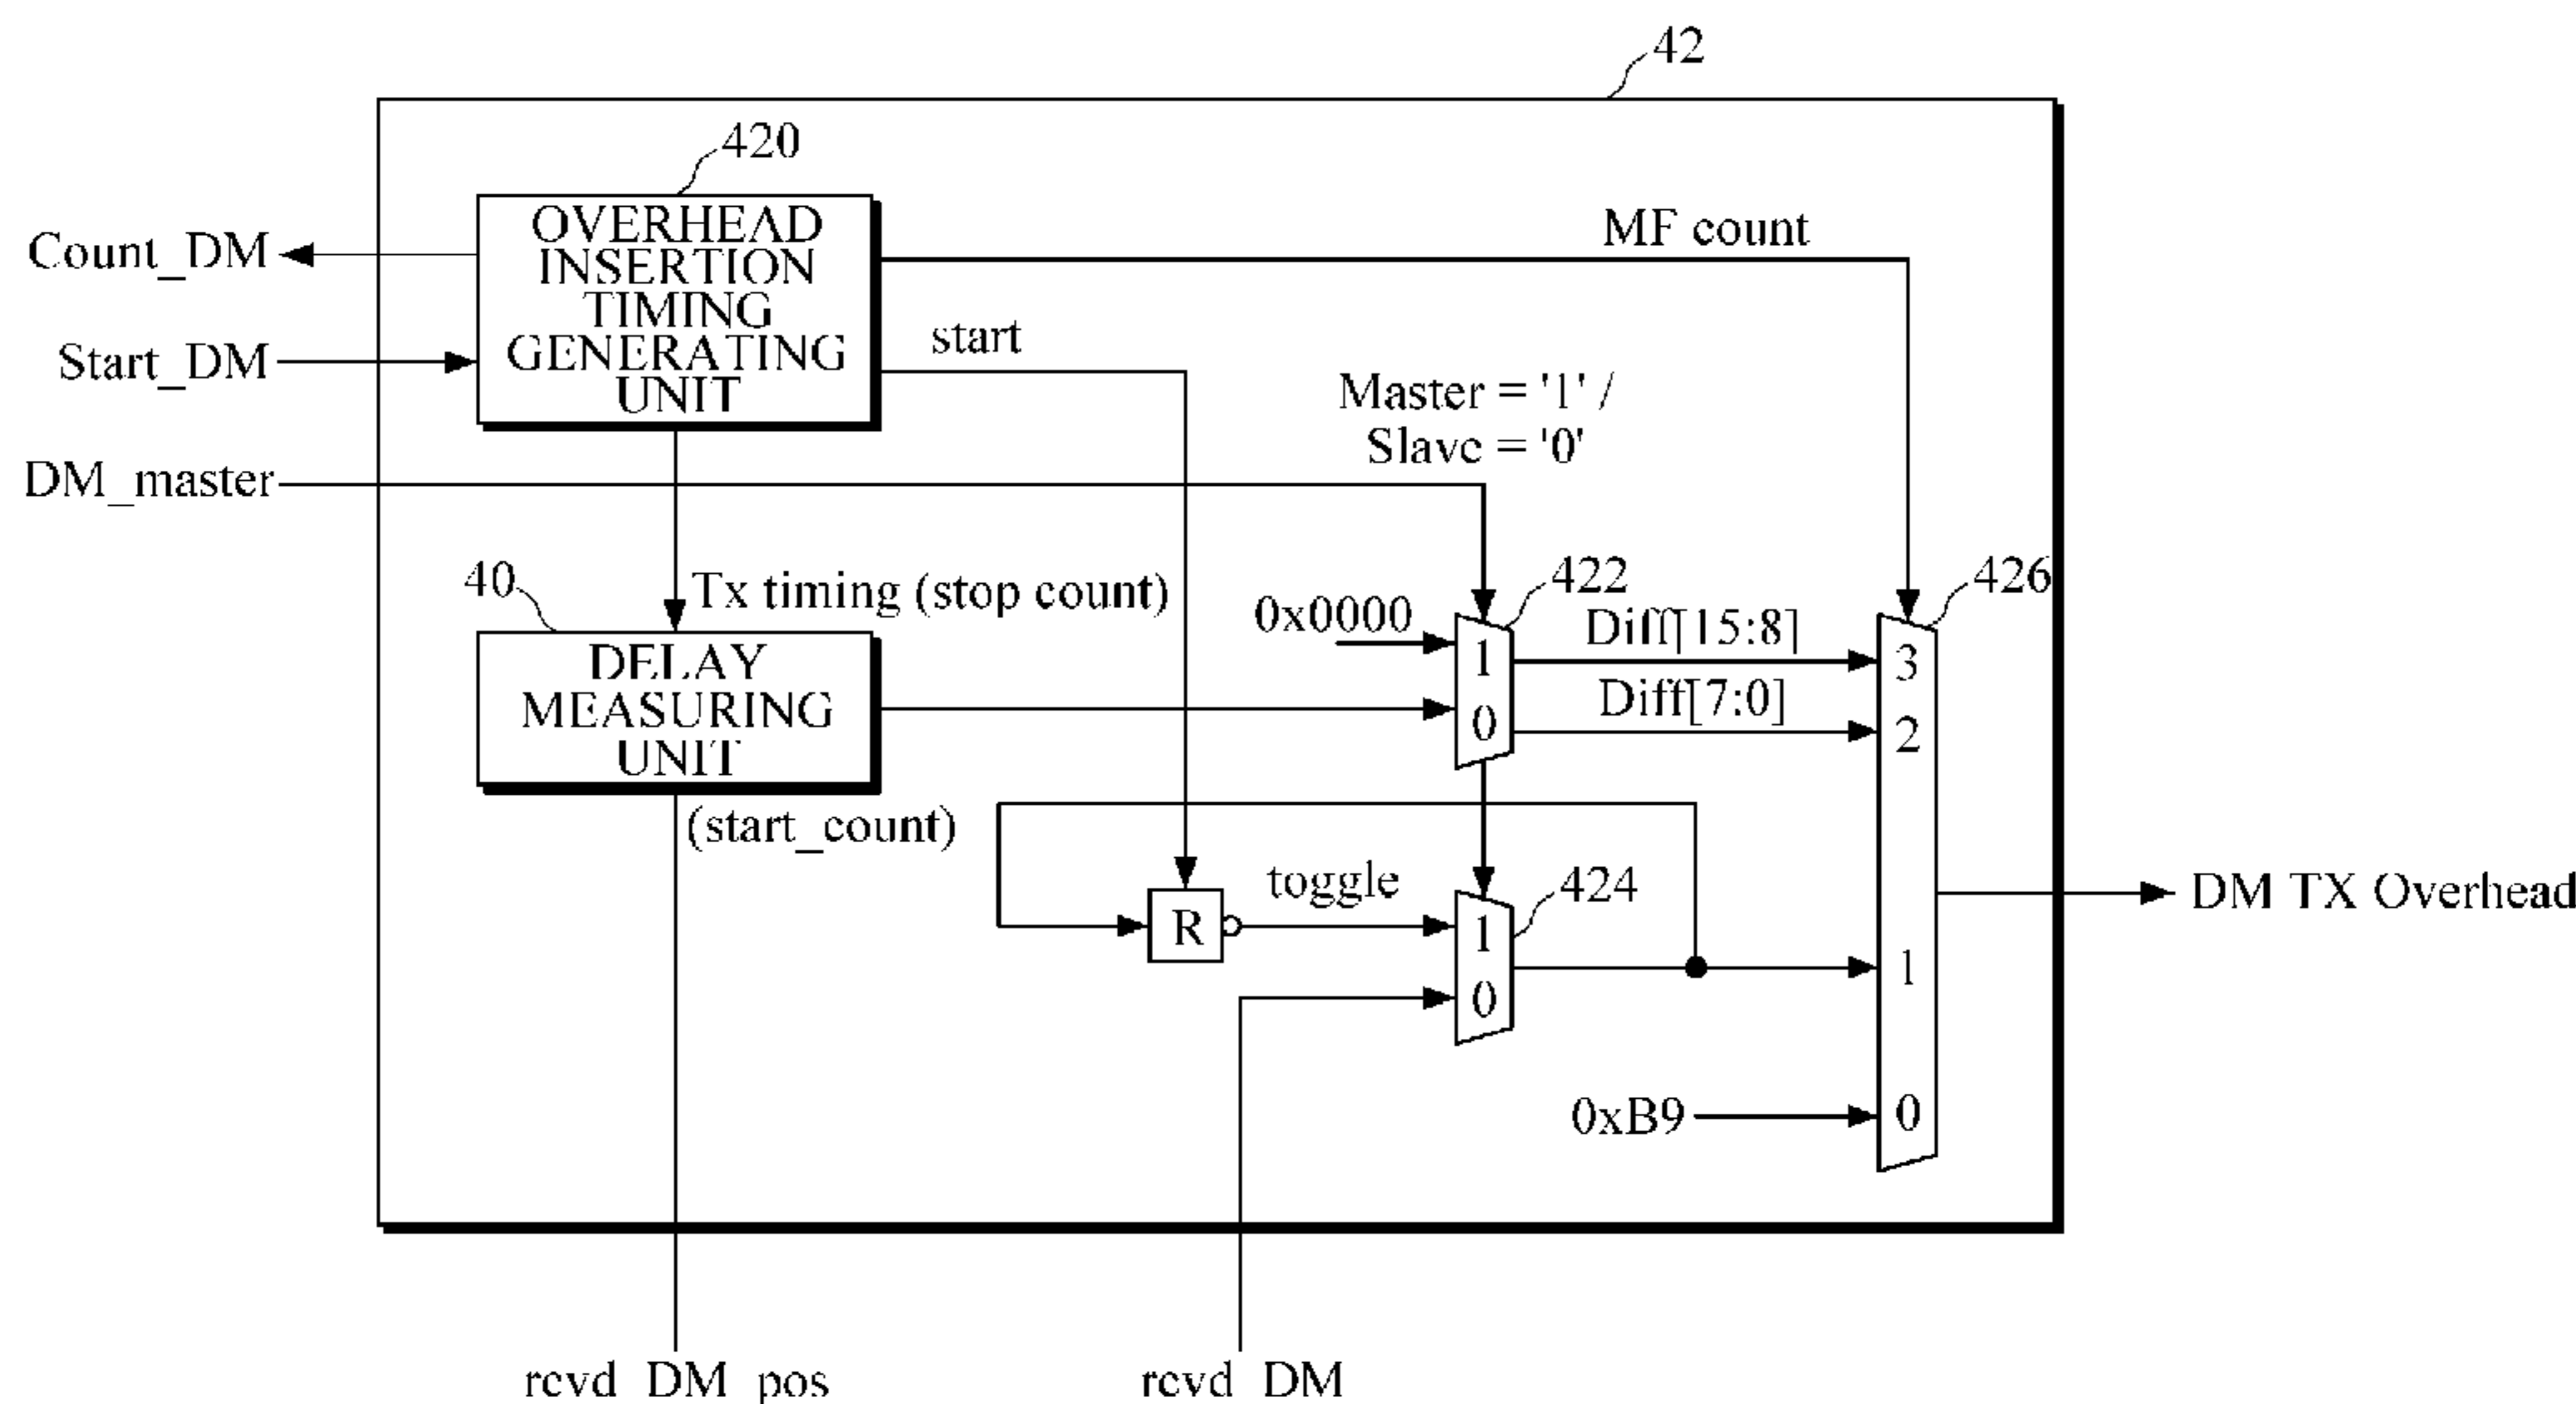 42
420
OVERHEAD
INSERTION
TIMING
GENERATING
UNIT
Count_DM
Start_DM
DM_master
MF count
start
Master = '1' /
Slave = '0'
40
Tx timing (stop count)
DELAY
MEASURING
UNIT
(start_count)
0x0000
422
1
0
Diff[15:8]
Diff[7:0]
426
3
2
1
0
R
toggle
424
1
0
0xB9
DM TX Overhead
rcvd_DM_pos
rcvd_DM